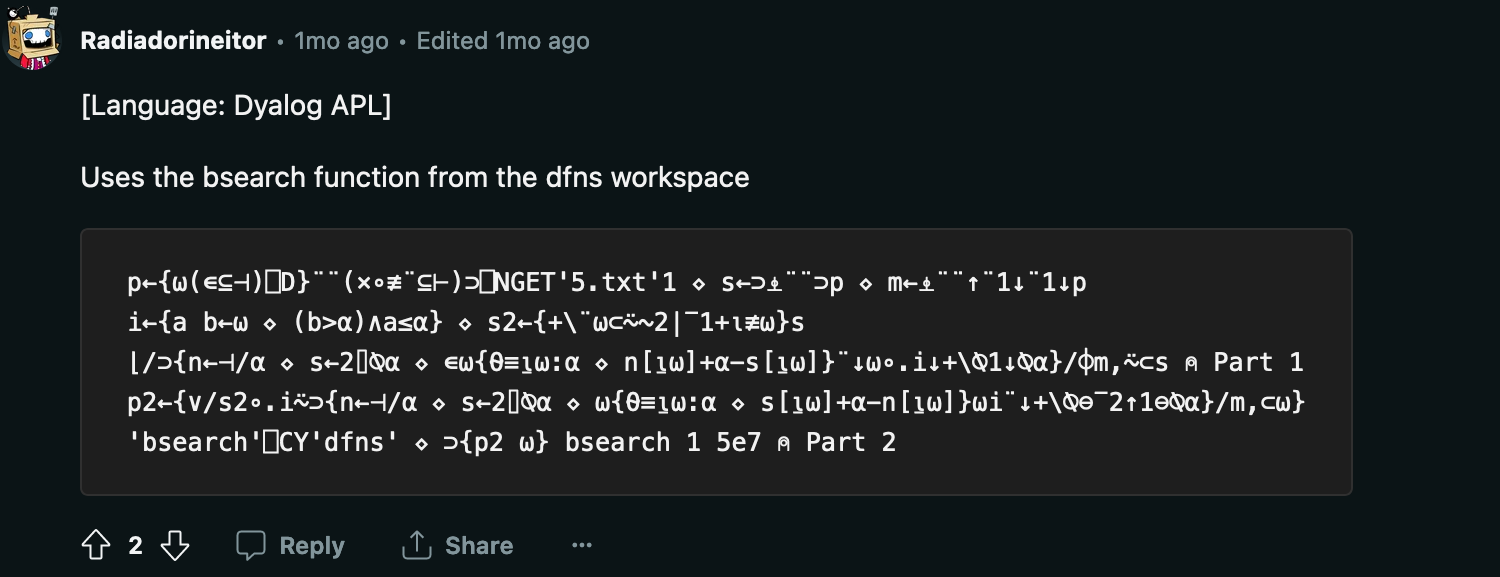 Radiadorineitor • 1mo ago • Edited 1mo ago
[Language: Dyalog APL]
Uses the bsearch function from the dfns workspace
p←{⍵(∊⊆⊣)⎕D}¨¨(×∘≢¨⊆⊢)⊃⎕NGET'5.txt'1 ⋄ s←⊃⍎¨¨⊃p ⋄ m←⍎¨¨↑¨1↓¨1↓p
i←{a b←⍵ ⋄ (b>⍺)∧a≤⍺} ⋄ s2←{+\¨⍵⊂⍨~2|¯1+⍳≢⍵}s
⌊/⊃{n←⊣/⍺ ⋄ s←2⌷⍉⍺ ⋄ ∊⍵{⍬≡⍸⍵:⍺ ⋄ n[⍸⍵]+⍺-s[⍸⍵]}¨↓⍵∘.i↓+\⍉1↓⍉⍺}/⌽m,⍨⊂s ⍝ Part 1
p2←{∨/s2∘.i⍨⊃{n←⊣/⍺ ⋄ s←2⌷⍉⍺ ⋄ ⍵{⍬≡⍸⍵:⍺ ⋄ s[⍸⍵]+⍺-n[⍸⍵]}⍵i¨↓+\⍉⊖¯2↑1⊖⍉⍺}/m,⊂⍵}
'bsearch'⎕CY'dfns' ⋄ ⊃{p2 ⍵} bsearch 1 5e7 ⍝ Part 2
2
Reply
Share